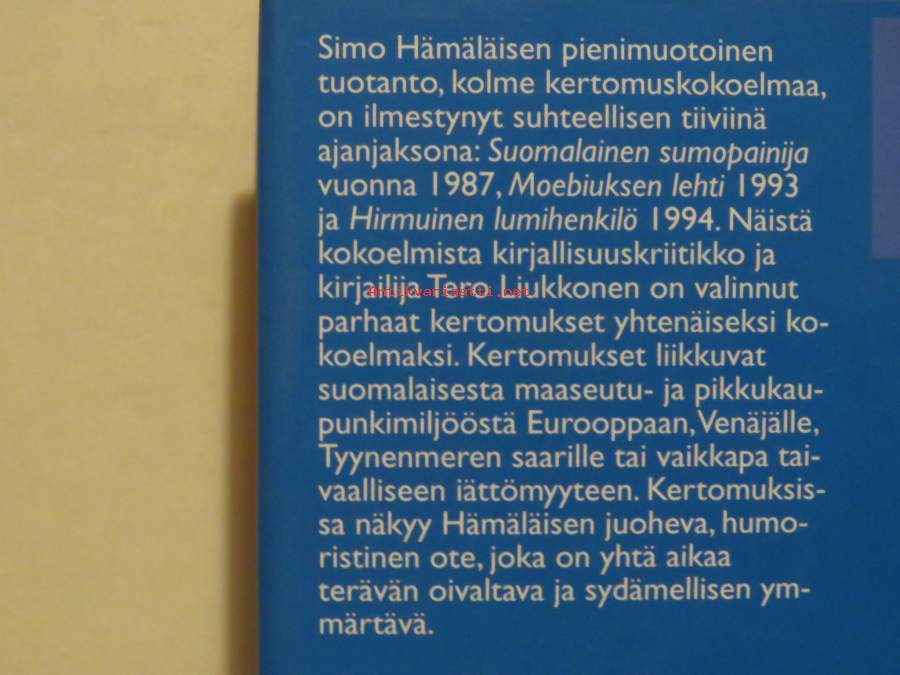 Simo Hämäläisen pienimuotoinen
tuotanto, kolme kertomuskokoelmaa,
on ilmestynyt suhteellisen tiiviinä
ajanjaksona: Suomalainen sumopainija
vuonna 1987, Moebiuksen lehti 1993
ja Hirmuinen lumihenkilö 1994. Näistä
kokoelmista kirjallisuuskriitikko ja
kirjailija Tero Liukkonen on valinnut
Antikvariaatti.net
parhaat kertomukset yhtenäiseksi ko-
koelmaksi. Kertomukset liikkuvat
suomalaisesta maaseutu- ja pikkukau-
punkimiljööstä Eurooppaan, Venäjälle,
Tyynenmeren saarille tai vaikkapa tai-
vaalliseen iättömyyteen. Kertomuksis-
sa näkyy Hämäläisen juoheva, humo-
ristinen ote, joka on yhtä aikaa
terävän oivaltava ja sydämellisen ym-
märtävä.